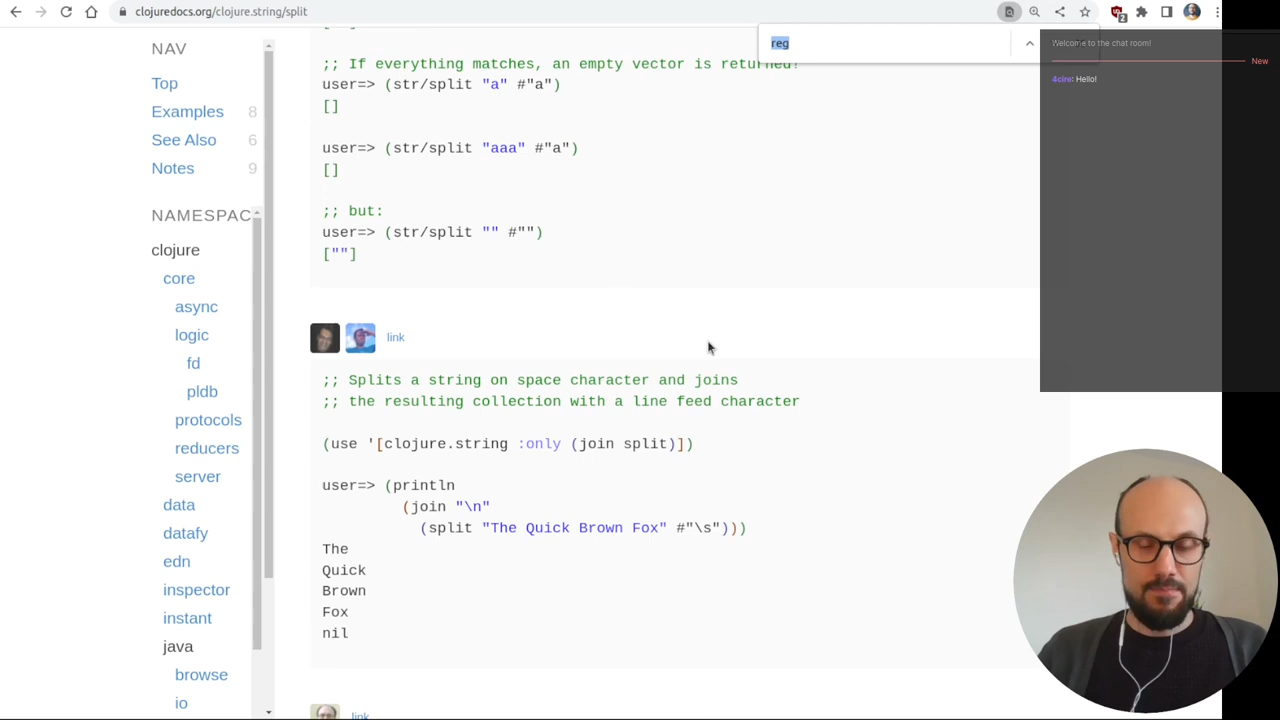 clojuredocs.org/clojure.string/split
2
reg
Welcome to the chat room!
New
4cire: Hello!
NAV
Top
Examples 8
See Also 6
Notes 9
NAMESPAC
clojure
core
async
logic
fd
pldb
protocols
reducers
server
data
datafy
edn
inspector
instant
java
browse
io
;; If everything matches, an empty vector is returned!
user=> (str/split "a" #"a")
[]
user=> (str/split "aaa" #"a")
[]
;; but:
user=> (str/split "" #"")
[""]
link
;; Splits a string on space character and joins
;; the resulting collection with a line feed character
(use '[clojure.string :only (join split)])
user=> (println
(join "\n"
(split "The Quick Brown Fox" #"\s")))
The
Quick
Brown
Fox
nil
link